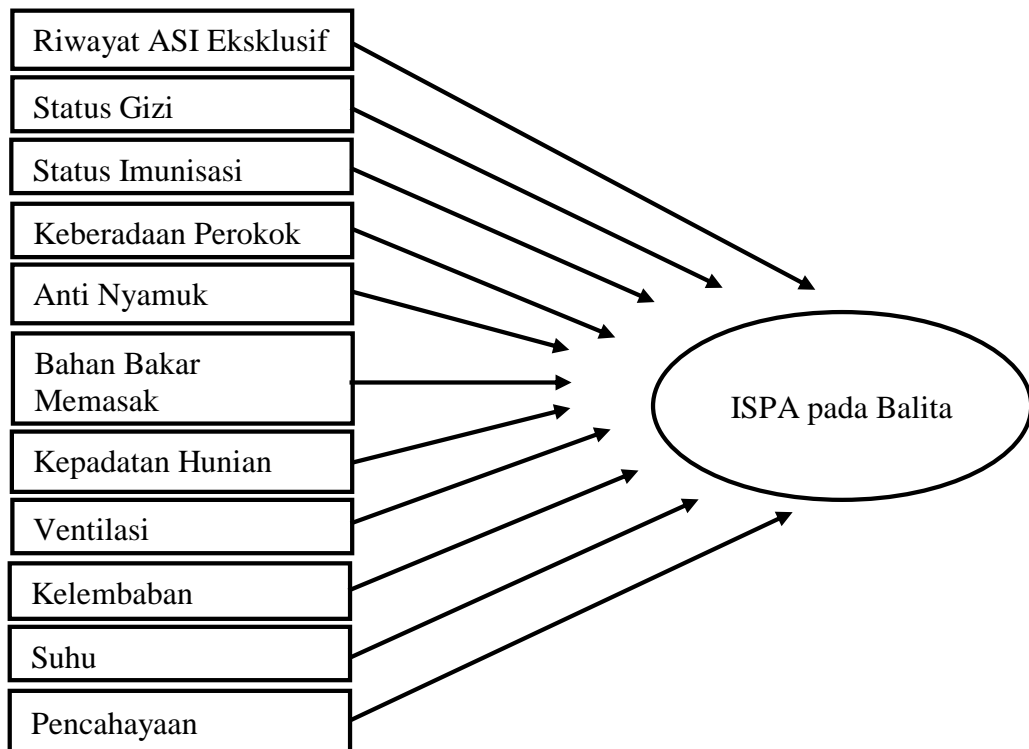 Riwayat ASI Eksklusif
Status Gizi
Status Imunisasi
Keberadaan Perokok
Anti Nyamuk
Bahan Bakar
Memasak
Kepadatan Hunian
Ventilasi
Kelembaban
Suhu
Pencahayaan
ISPA pada Balita